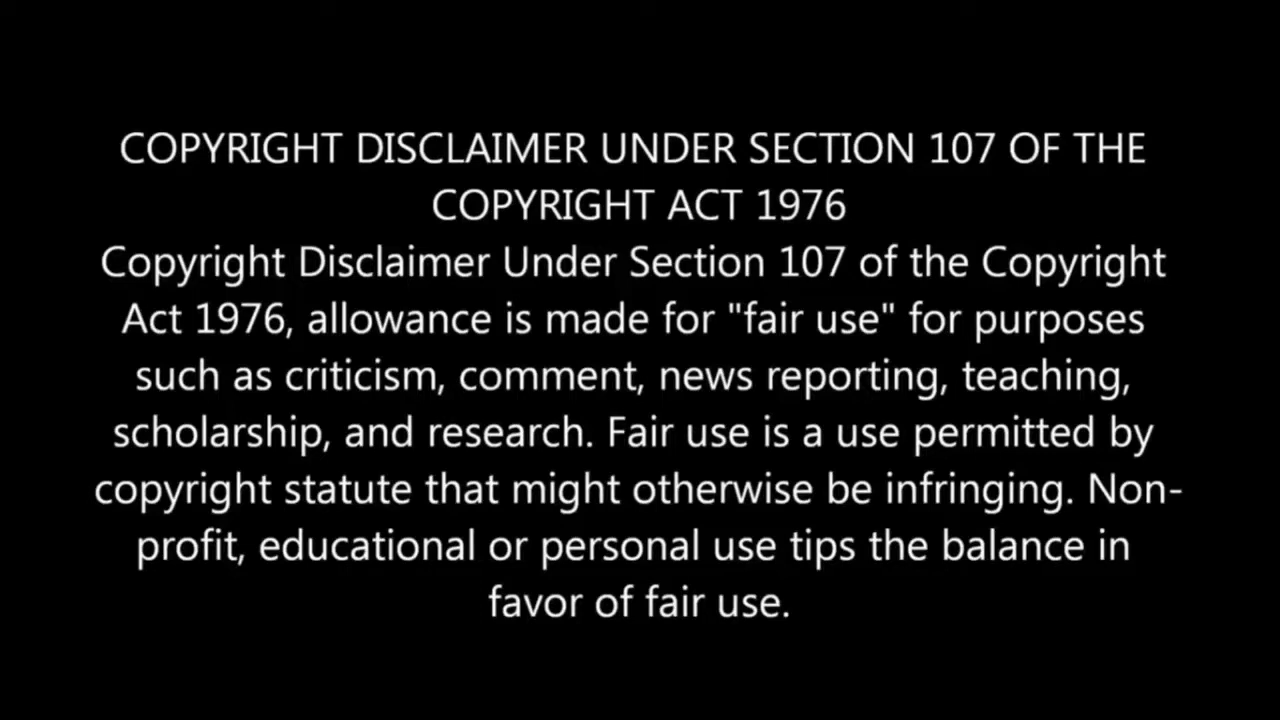 COPYRIGHT DISCLAIMER UNDER SECTION 107 OF THE
COPYRIGHT ACT 1976
Copyright Disclaimer Under Section 107 of the Copyright
Act 1976, allowance is made for "fair use" for purposes
such as criticism, comment, news reporting, teaching,
scholarship, and research. Fair use is a use permitted by
copyright statute that might otherwise be infringing. Non-
profit, educational or personal use tips the balance in
favor of fair use.